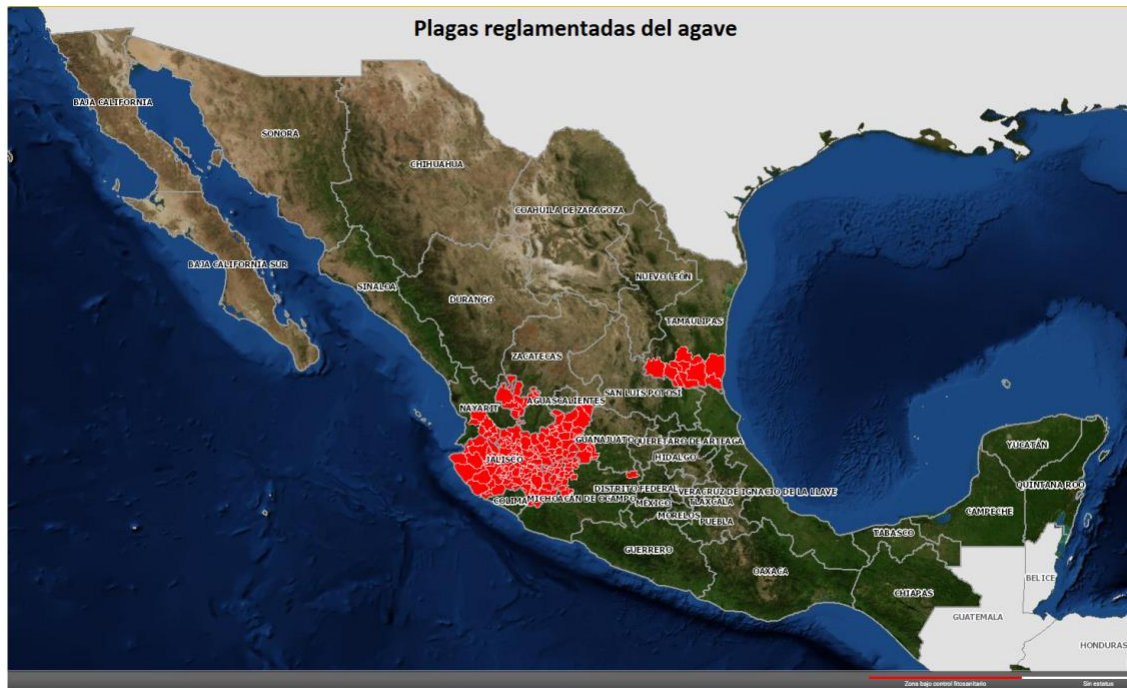 Plagas reglamentadas del agave
BAJA CALIFORNIA
SONORA
CHIHUAHUA
COAHUILA DE ZARAGOZA
BAJA CALIFORNIA SUR
SINALOA
DURANGO
NUEVO LEÓN
TAMAULIPAS
ZACATECAS
SAN LUIS POTOSÍ
NAYARIT
AGUASCALIENTES
GUANAJUATO
QUERÉTARO DE ARTEAGA
HIDALGO
JALISCO
COLIMA
MICHOACÁN DE OCAMPO
DISTRITO FEDERAL
VERACRUZ DE IGNACIO DE LA LLAVE
MÉXICO
TLAXCALA
MORELOS
PUEBLA
GUERRERO
OAXACA
YUCATÁN
QUINTANA ROO
CAMPECHE
TABASCO
CHIAPAS
BELICE
GUATEMALA
HONDURAS
Zona bajo control fitosanitario
Sin estatus